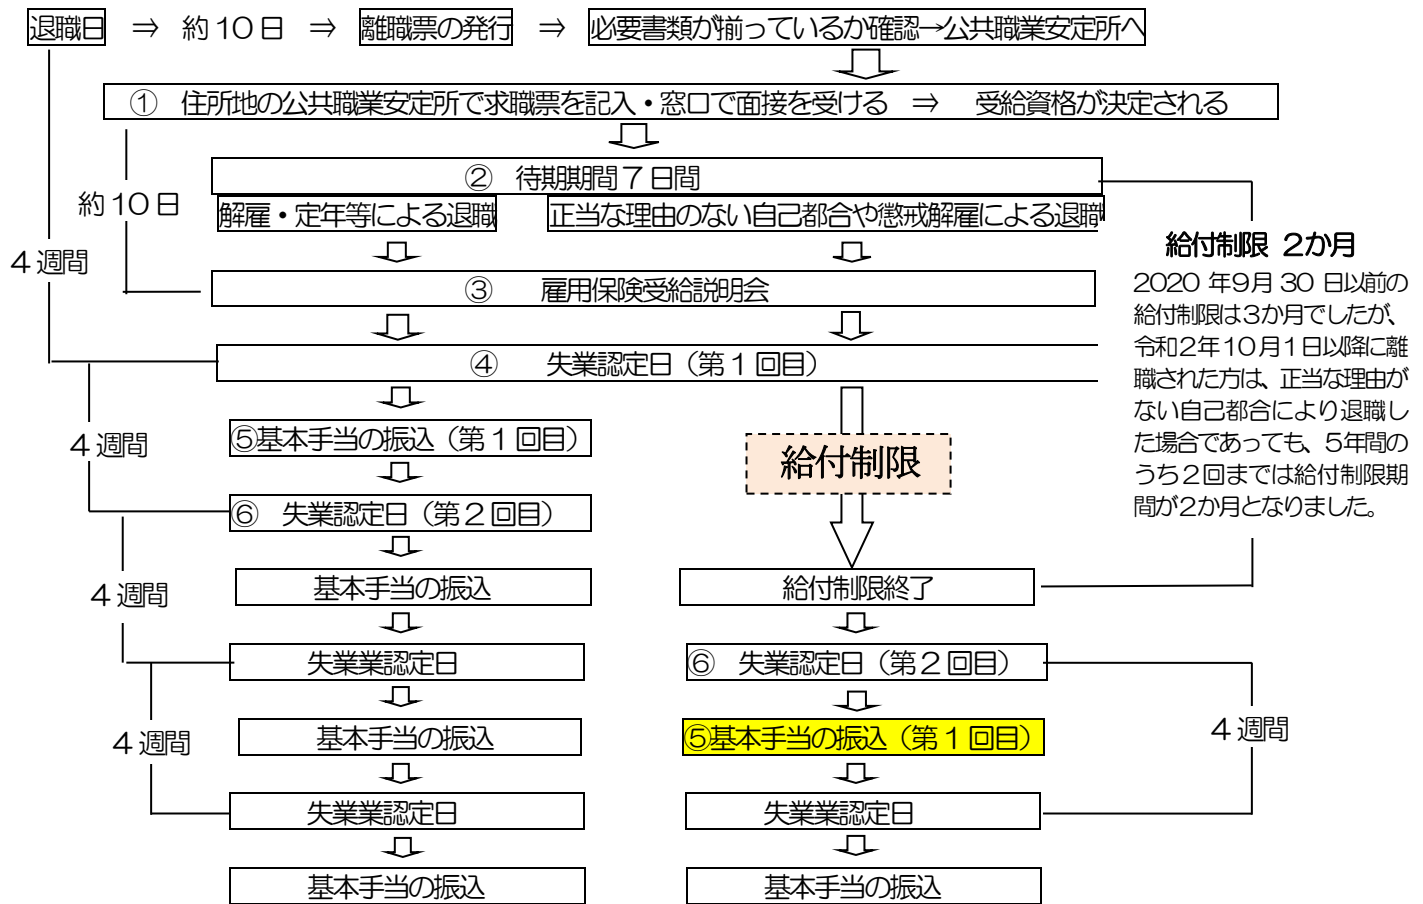 退職日 ⇒ 約10日 ⇒ 離職票の発行 ⇒ 必要書類が揃っているか確認→公共職業安定所へ
① 住所地の公共職業安定所で求職票を記入・窓口で面接を受ける ⇒ 受給資格が決定される
② 待期期間7日間
約10日
解雇・定年等による退職
正当な理由のない自己都合や懲戒解雇による退職
4週間
③ 雇用保険受給説明会
④ 失業認定日（第1回目）
給付制限 2か月
2020年9月30日以前の
給付制限は3か月でしたが、
令和2年10月1日以降に離
職された方は、正当な理由が
ない自己都合により退職し
た場合であっても、5年間の
うち2回までは給付制限期
間が2か月となりました。
4週間
⑤基本手当の振込（第1回目）
給付制限
⑥ 失業認定日（第2回目）
4週間
基本手当の振込
給付制限終了
失業業認定日
⑥ 失業認定日（第2回目）
4週間
基本手当の振込
⑤基本手当の振込（第1回目）
4週間
失業業認定日
失業業認定日
基本手当の振込
基本手当の振込